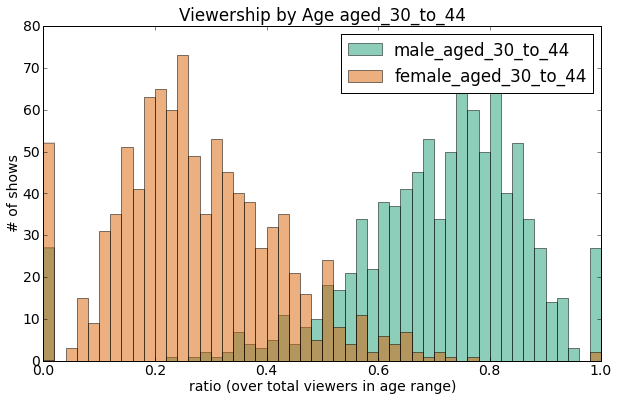 Viewership by Age aged_30_to_44
80
70
60
50
40
30
20
10
0
# of shows
male_aged_30_to_44
female_aged_30_to_44
0.0 0.2 0.4 0.6 0.8 1.0
ratio (over total viewers in age range)